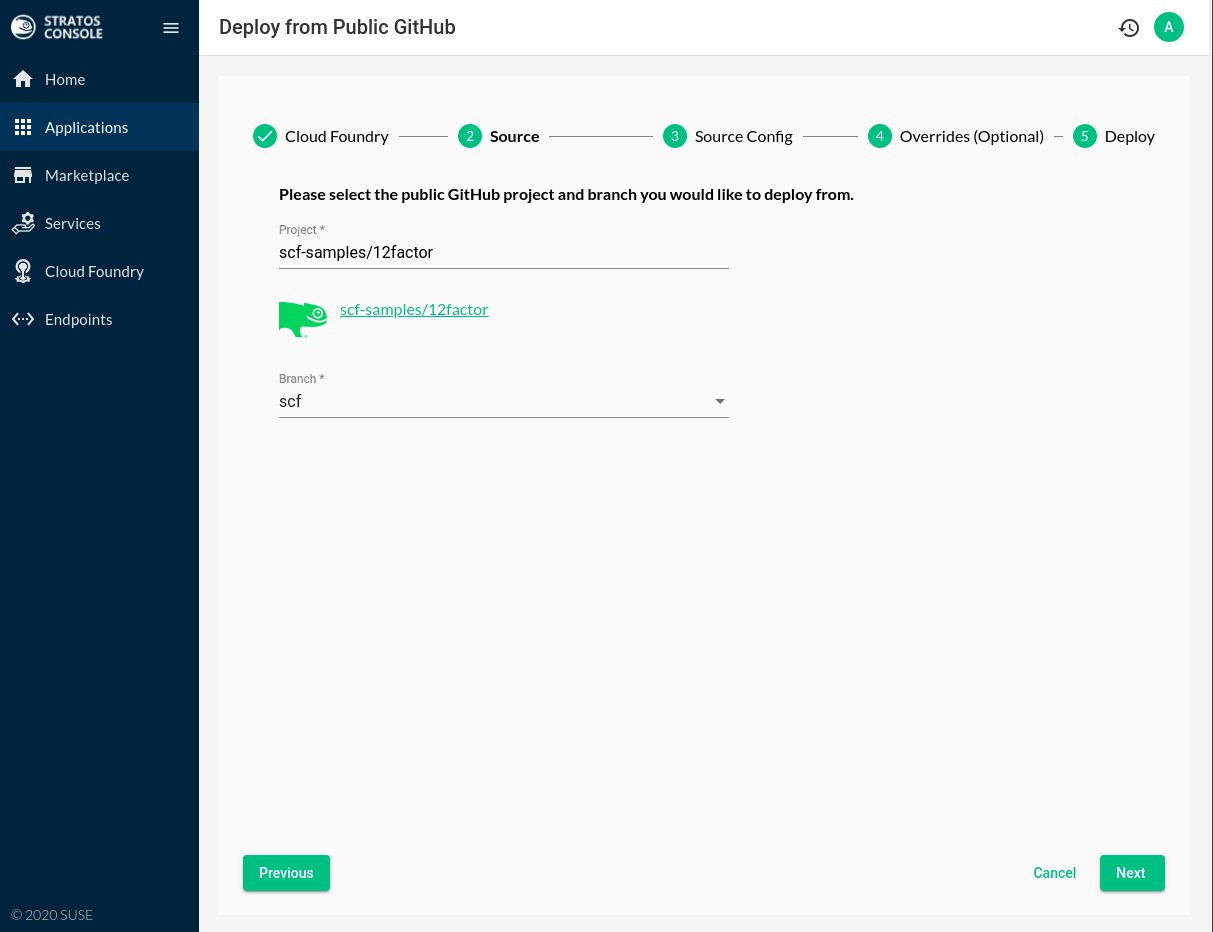 STRATOS
CONSOLE
Deploy from Public GitHub
A
Home
Applications
Marketplace
Services
Cloud Foundry
Endpoints
Cloud Foundry
2 Source
3 Source Config
4 Overrides (Optional)
5 Deploy
Please select the public GitHub project and branch you would like to deploy from.
Project *
scf-samples/12factor
scf-samples/12factor
Branch *
scf
Previous
Cancel
Next
© 2020 SUSE